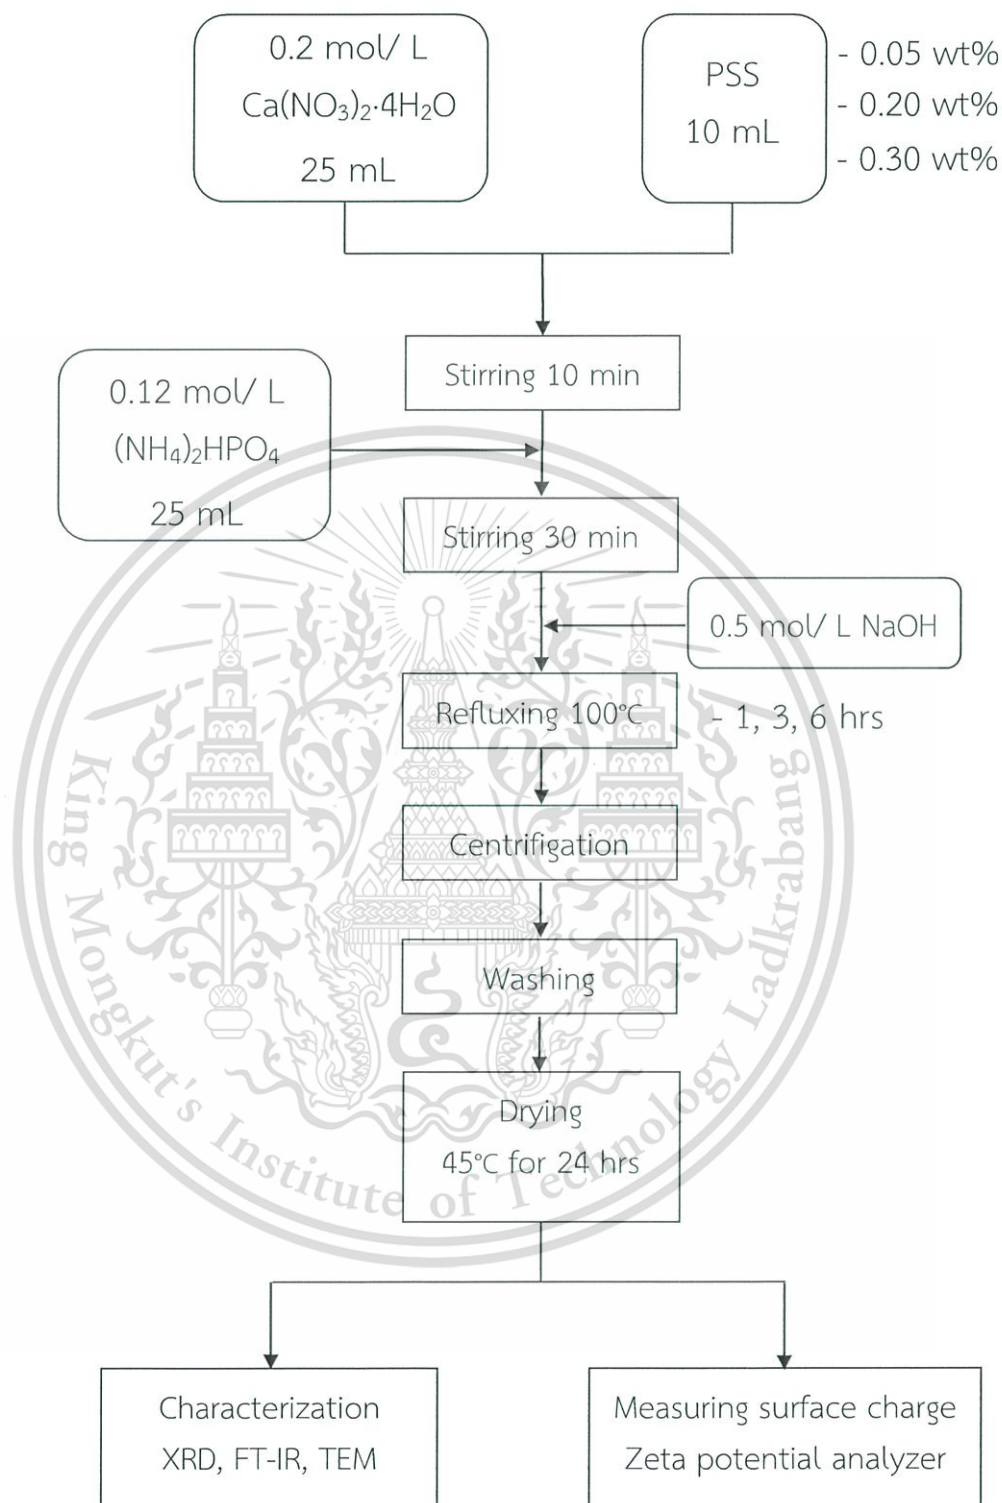 0.2 mol/ L
Ca(NO₃)₂·4H₂O
25 mL
PSS
10 mL
- 0.05 wt%
- 0.20 wt%
- 0.30 wt%
Stirring 10 min
0.12 mol/ L
(NH₄)₂HPO₄
25 mL
Stirring 30 min
0.5 mol/ L NaOH
Refluxing 100°C
- 1, 3, 6 hrs
Centrifigation
Washing
Drying
45°C for 24 hrs
Characterization
XRD, FT-IR, TEM
Measuring surface charge
Zeta potential analyzer
King Mongkut's Institute of Technology Ladkrabang